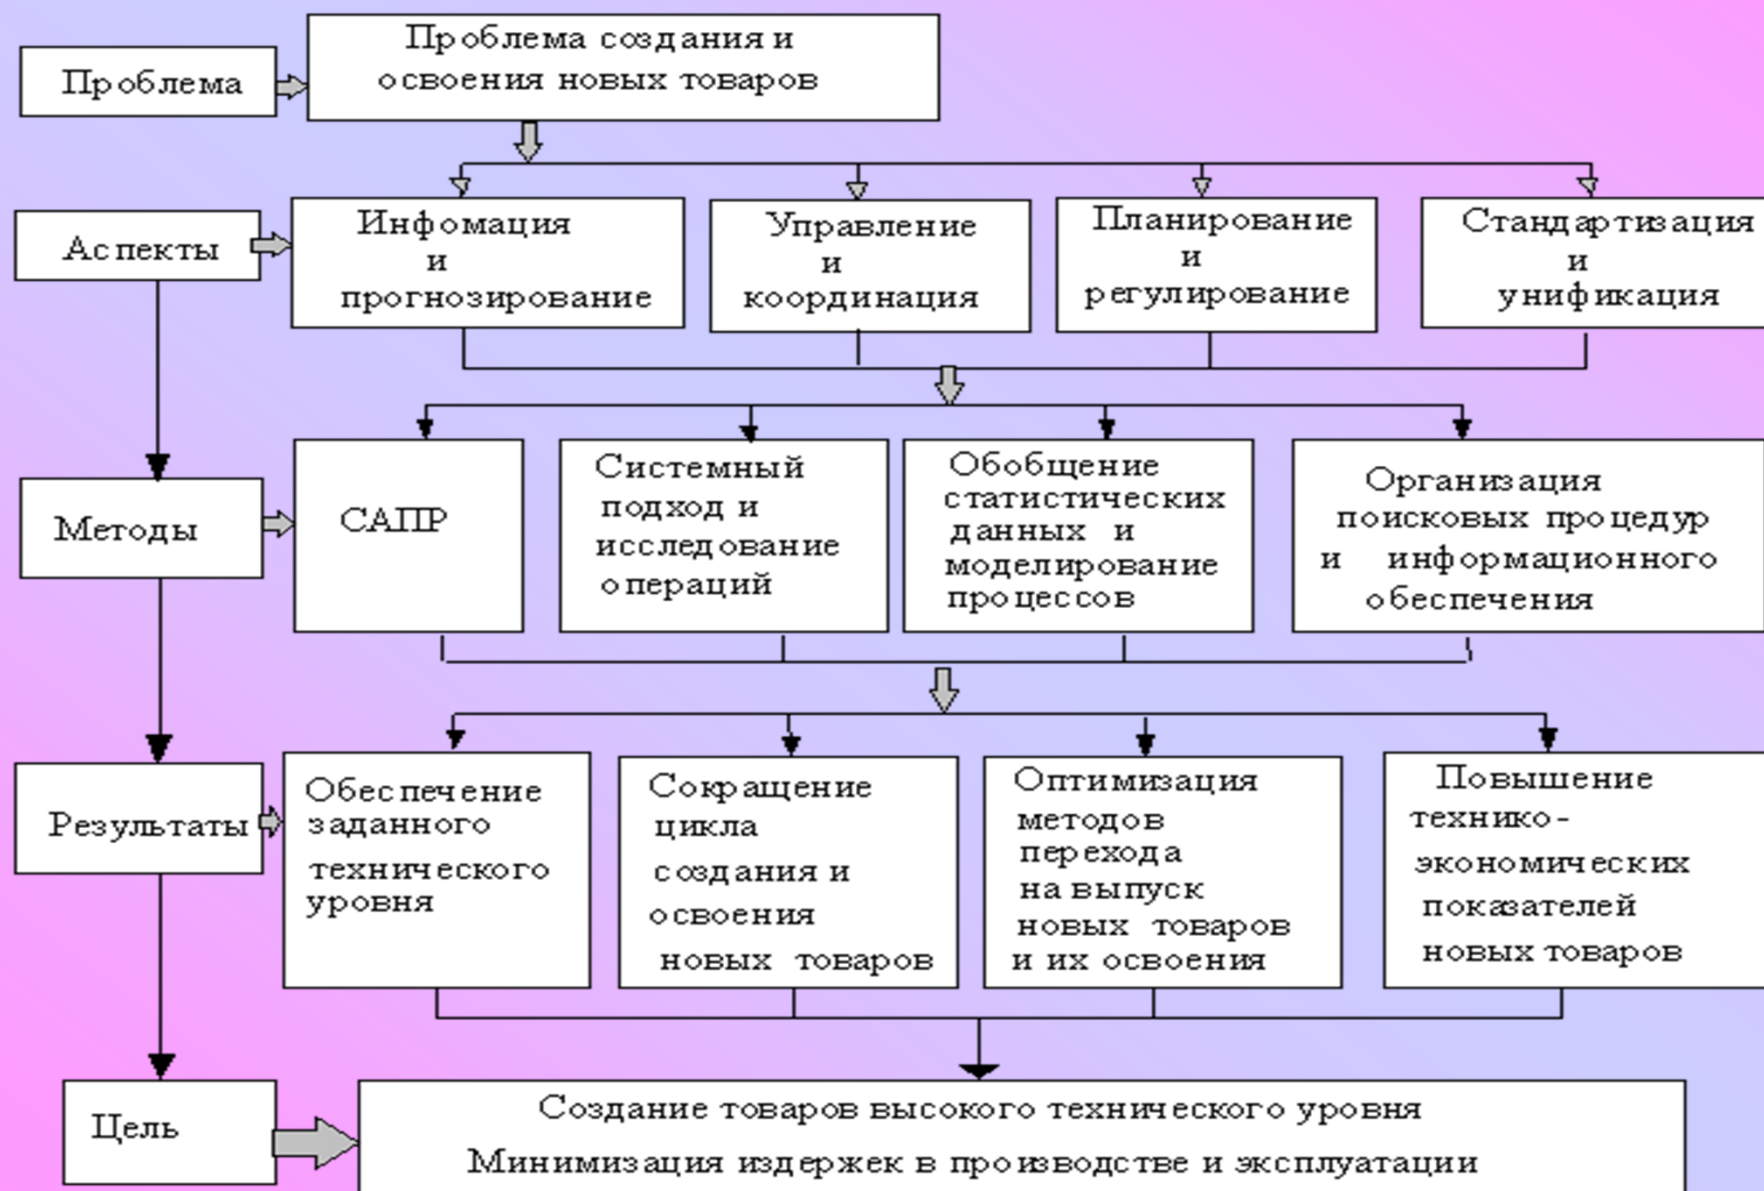 Проблема
Проблема создания и
освоения новых товаров
Аспекты
Инфомация
и
прогнозирование
Управление
и
координация
Планирование
и
регулирование
Стандартизация
и
унификация
Методы
САПР
Системный
подход и
исследование
операций
Обобщение
статистических
данных и
моделирование
процессов
Организация
поисковых процедур
и информационного
обеспечения
Результаты
Обеспечение
заданного
технического
уровня
Сокращение
цикла
создания и
освоения
новых товаров
Оптимизация
методов
перехода
на выпуск
новых товаров
и их освоения
Повышение
технико-
экономических
показателей
новых товаров
Цель
Создание товаров высокого технического уровня
Минимизация издержек в производстве и эксплуатации